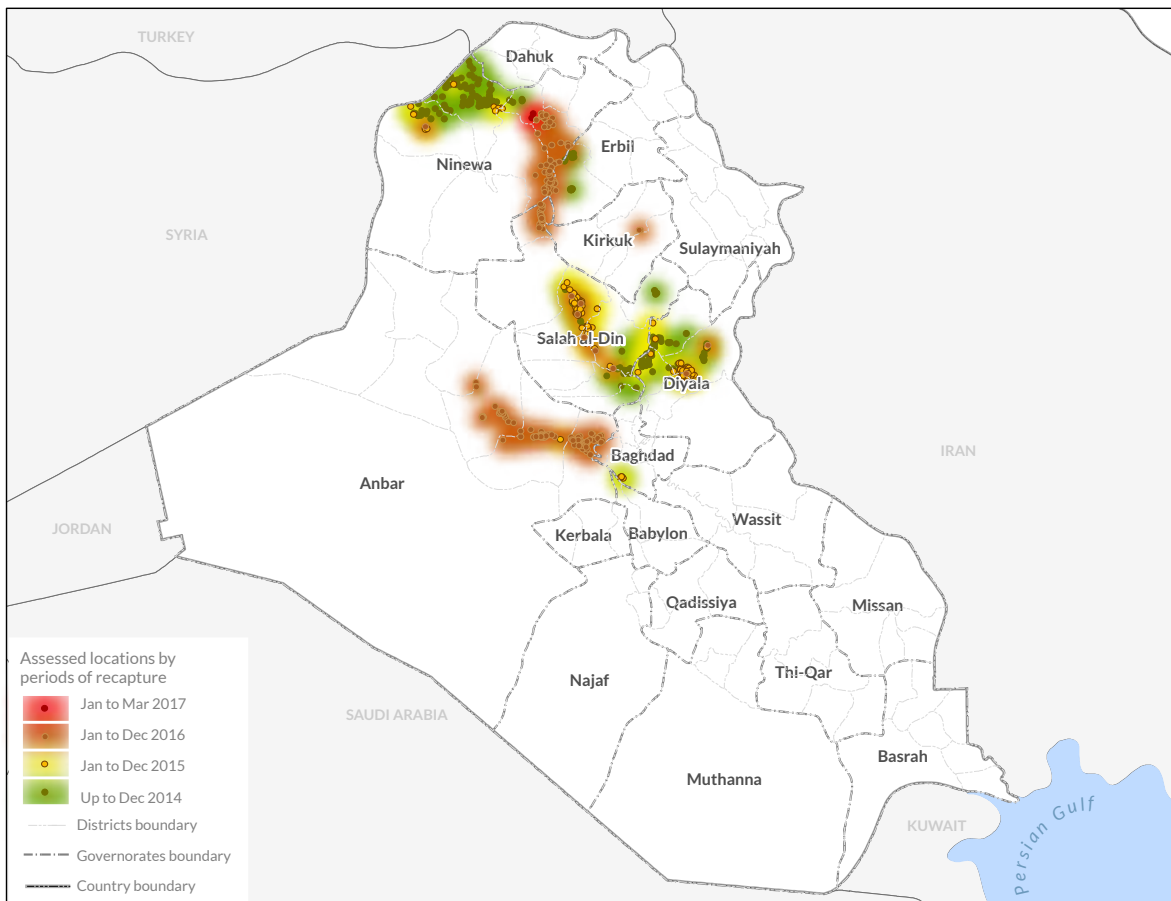 TURKEY
Dahuk
Erbil
Ninewa
SYRIA
Kirkuk
Sulaymaniyah
Salah al-Din
Diyala
Baghdad
IRAN
Anbar
Wassit
JORDAN
Kerbala
Babylon
Qadissiya
Missan
Thi-Qar
Najaf
SAUDI ARABIA
Basrah
Muthanna
KUWAIT
Persian Gulf
Assessed locations by
periods of recapture
Jan to Mar 2017
Jan to Dec 2016
Jan to Dec 2015
Up to Dec 2014
Districts boundary
Governorates boundary
Country boundary